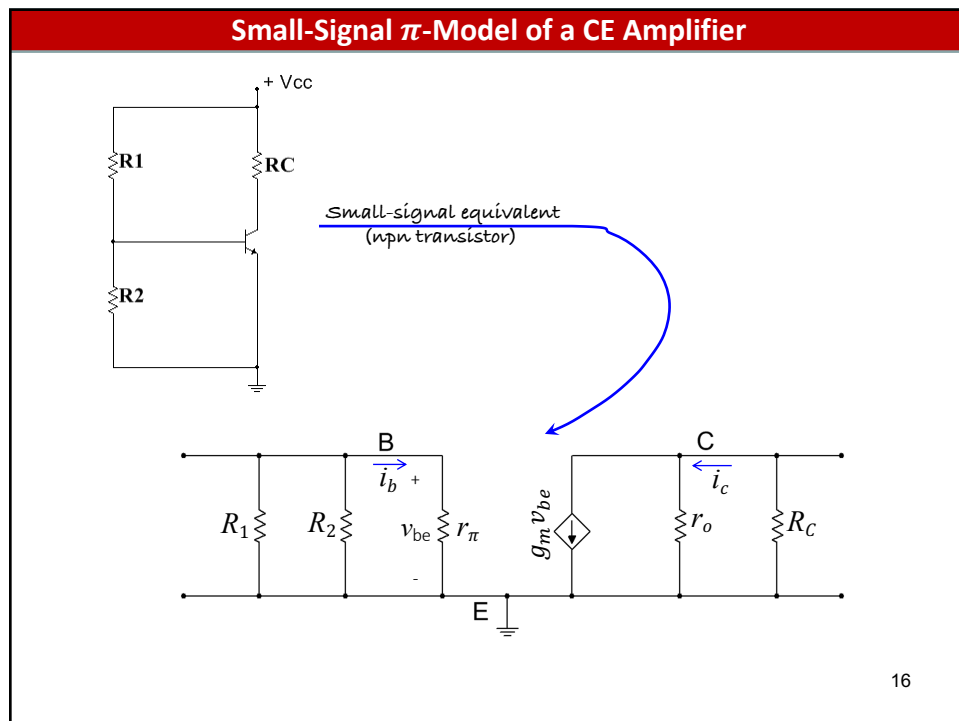 Small-Signal π-Model of a CE Amplifier
+ Vcc
R1
RC
Small-signal equivalent
(npn transistor)
R2
B
C
i_b
+
i_c
R_1
R_2
v_be
r_π
g_m v_be
r_o
R_C
-
E
16